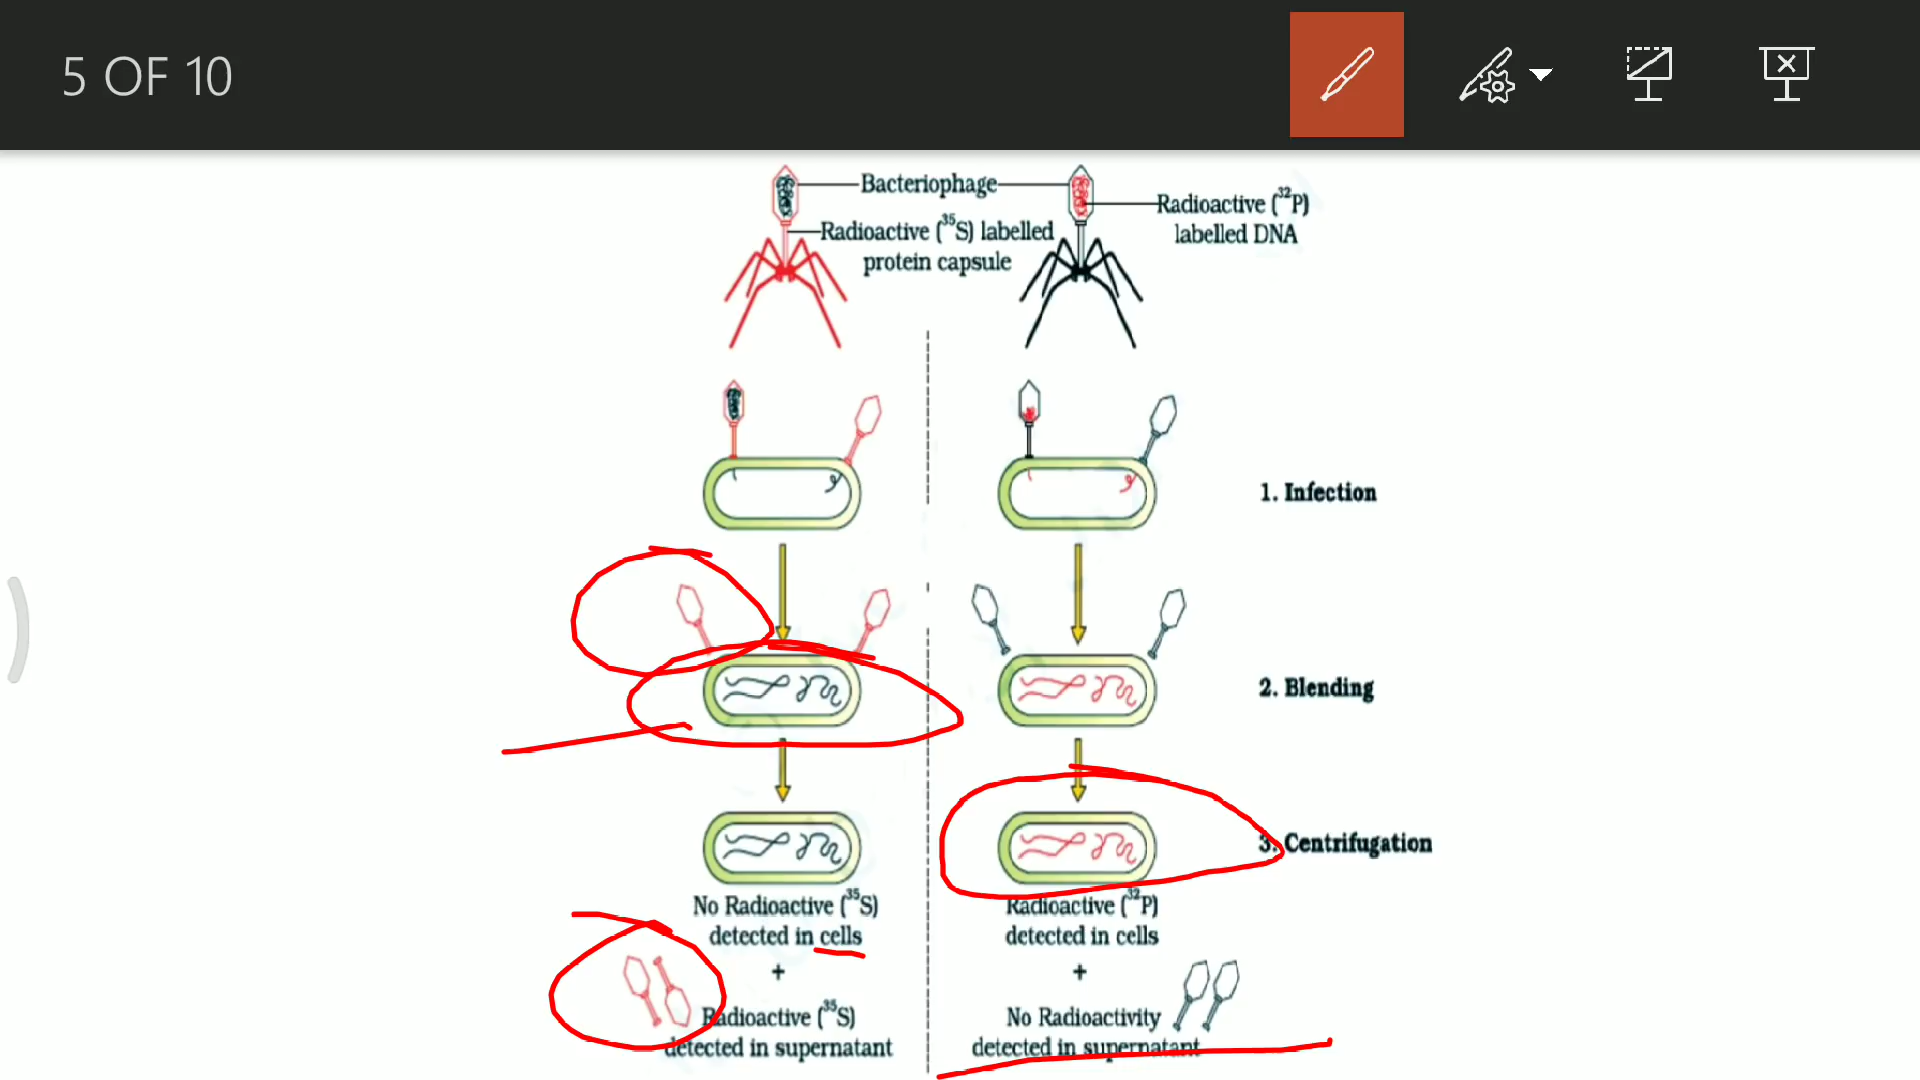 5 OF 10
Bacteriophage
Radioactive (³²P)
labelled DNA
Radioactive (³⁵S) labelled
protein capsule
1. Infection
2. Blending
3. Centrifugation
No Radioactive (³⁵S)
detected in cells
+
Radioactive (³⁵S)
detected in supernatant
Radioactive (³²P)
detected in cells
+
No Radioactivity
detected in supernatant